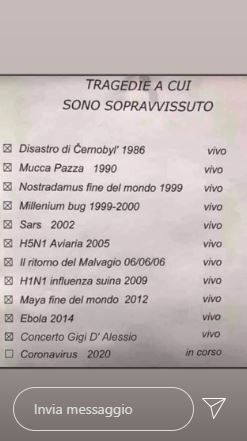 TRAGEDIE A CUI
SONO SOPRAVVISSUTO
☒ Disastro di Černobyl' 1986 vivo
☒ Mucca Pazza 1990 vivo
☒ Nostradamus fine del mondo 1999 vivo
☒ Millenium bug 1999-2000 vivo
☒ Sars 2002 vivo
☒ H5N1 Aviaria 2005 vivo
☒ Il ritorno del Malvagio 06/06/06 vivo
☒ H1N1 influenza suina 2009 vivo
☒ Maya fine del mondo 2012 vivo
☒ Ebola 2014 vivo
☒ Concerto Gigi D' Alessio vivo
☐ Coronavirus 2020 in corso
Invia messaggio